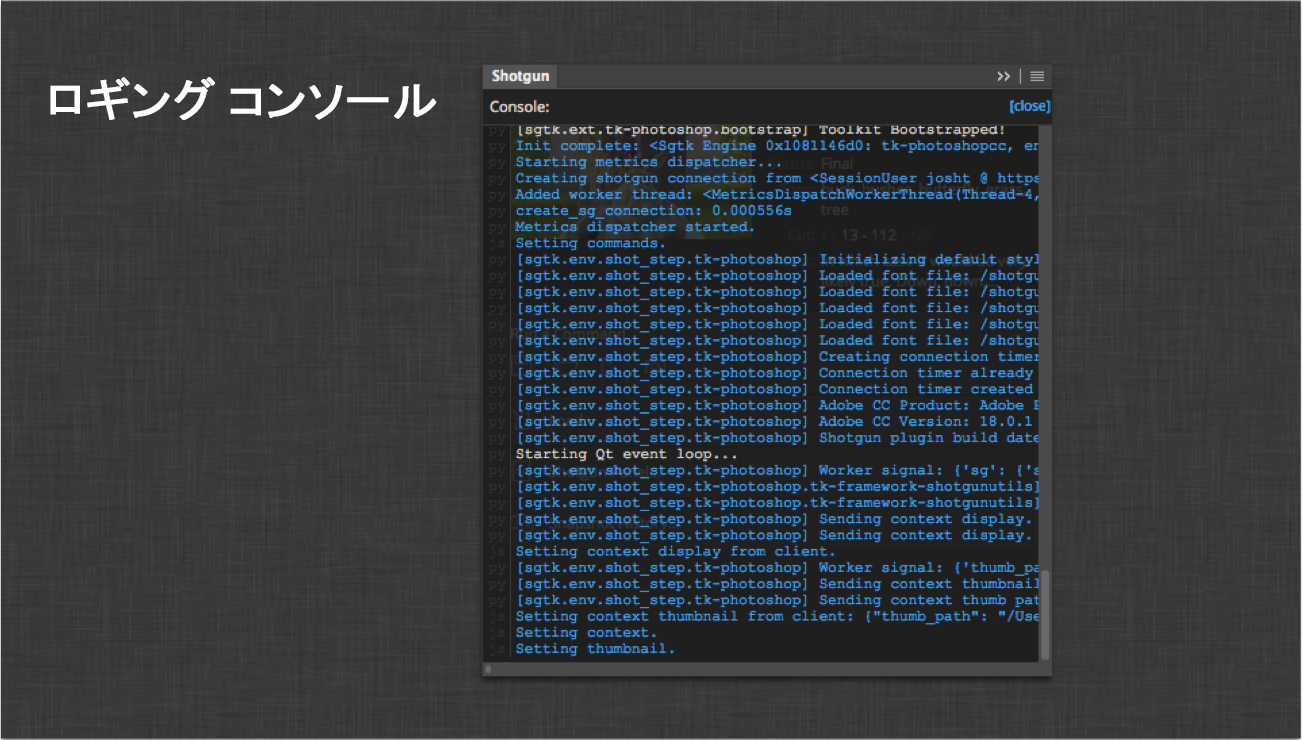 ロギング コンソール
Shotgun
Console:
[close]
py [sgtk.ext.tk-photoshop.bootstrap] Toolkit Bootstrapped!
py Init complete: <Sgtk Engine 0x1081146d0: tk-photoshopcc, en
py Starting metrics dispatcher...
py Creating shotgun connection from <SessionUser josht @ https
py Added worker thread: <MetricsDispatchWorkerThread(Thread-4,
py create_sg_connection: 0.000556s
py Metrics dispatcher started.
js Setting commands.
py [sgtk.env.shot_step.tk-photoshop] Initializing default styl
py [sgtk.env.shot_step.tk-photoshop] Loaded font file: /shotgu
py [sgtk.env.shot_step.tk-photoshop] Loaded font file: /shotgu
py [sgtk.env.shot_step.tk-photoshop] Loaded font file: /shotgu
py [sgtk.env.shot_step.tk-photoshop] Loaded font file: /shotgu
py [sgtk.env.shot_step.tk-photoshop] Loaded font file: /shotgu
py [sgtk.env.shot_step.tk-photoshop] Creating connection timer
py [sgtk.env.shot_step.tk-photoshop] Connection timer already
py [sgtk.env.shot_step.tk-photoshop] Connection timer created
py [sgtk.env.shot_step.tk-photoshop] Adobe CC Product: Adobe P
py [sgtk.env.shot_step.tk-photoshop] Adobe CC Version: 18.0.1
py [sgtk.env.shot_step.tk-photoshop] Shotgun plugin build date
py Starting Qt event loop...
py [sgtk.env.shot_step.tk-photoshop] Worker signal: {'sg': {'s
py [sgtk.env.shot_step.tk-photoshop.tk-framework-shotgunutils]
py [sgtk.env.shot_step.tk-photoshop.tk-framework-shotgunutils]
py [sgtk.env.shot_step.tk-photoshop] Sending context display.
py [sgtk.env.shot_step.tk-photoshop] Sending context display.
js Setting context display from client.
py [sgtk.env.shot_step.tk-photoshop] Worker signal: {'thumb_pa
py [sgtk.env.shot_step.tk-photoshop] Sending context thumbnail
py [sgtk.env.shot_step.tk-photoshop] Sending context thumb pat
js Setting context thumbnail from client: {"thumb_path": "/Use
js Setting context.
js Setting thumbnail.
Final
tree
Cut: 13 - 112